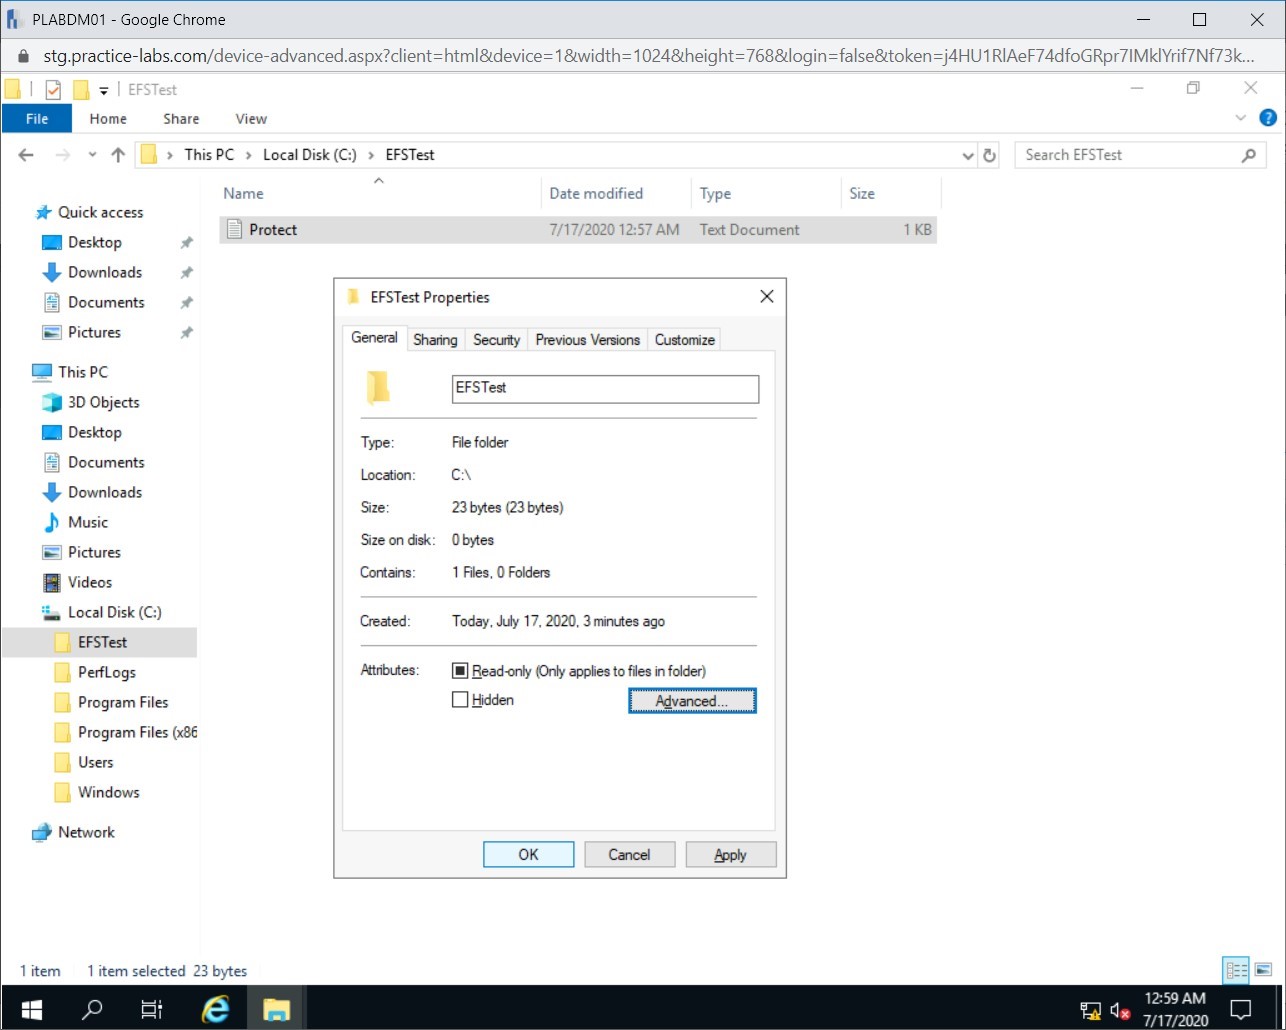 PLABDM01 - Google Chrome
stg.practice-labs.com/device-advanced.aspx?client=html&device=1&width=1024&height=768&login=false&token=j4HU1RlAeF74dfoGRpr7IMklYrif7Nf73k...
EFSTest
File Home Share View
This PC > Local Disk (C:) > EFSTest
Search EFSTest
Name Date modified Type Size
Protect 7/17/2020 12:57 AM Text Document 1 KB
Quick access
Desktop
Downloads
Documents
Pictures
This PC
3D Objects
Desktop
Documents
Downloads
Music
Pictures
Videos
Local Disk (C:)
EFSTest
PerfLogs
Program Files
Program Files (x86
Users
Windows
Network
EFSTest Properties
General Sharing Security Previous Versions Customize
EFSTest
Type: File folder
Location: C:\
Size: 23 bytes (23 bytes)
Size on disk: 0 bytes
Contains: 1 Files, 0 Folders
Created: Today, July 17, 2020, 3 minutes ago
Attributes: Read-only (Only applies to files in folder)
Hidden Advanced...
OK Cancel Apply
1 item 1 item selected 23 bytes
12:59 AM
7/17/2020